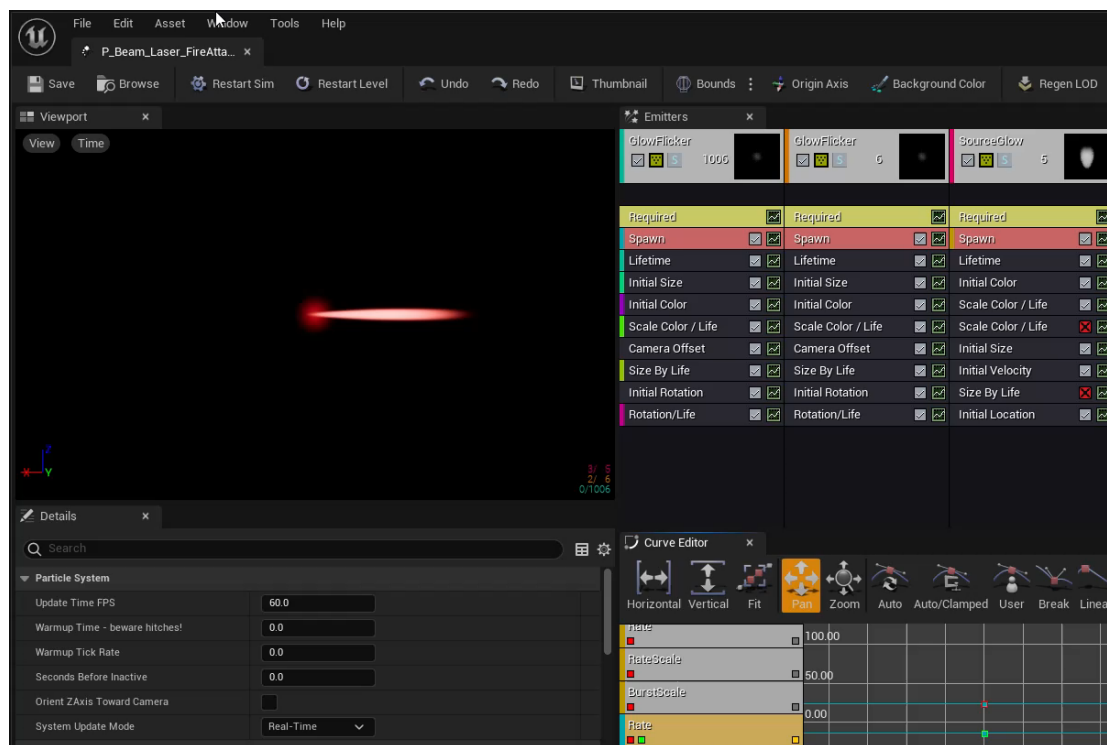 File Edit Asset Window Tools Help
P_Beam_Laser_FireAtta...
Save Browse Restart Sim Restart Level Undo Redo Thumbnail Bounds Origin Axis Background Color Regen LOD
Viewport
View Time
Z
X Y
3/ 5
2/ 6
0/1006
Emitters
GlowFlicker GlowFlicker SourceGlow
S 1006 S 6 S 5
Required Required Required
Spawn Spawn Spawn
Lifetime Lifetime Lifetime
Initial Size Initial Size Initial Color
Initial Color Initial Color Scale Color / Life
Scale Color / Life Scale Color / Life Scale Color / Life
Camera Offset Camera Offset Initial Size
Size By Life Size By Life Initial Velocity
Initial Rotation Initial Rotation Size By Life
Rotation/Life Rotation/Life Initial Location
Details
Search
Particle System
Update Time FPS 60.0
Warmup Time - beware hitches! 0.0
Warmup Tick Rate 0.0
Seconds Before Inactive 0.0
Orient ZAxis Toward Camera
System Update Mode Real-Time
Curve Editor
Horizontal Vertical Fit Pan Zoom Auto Auto/Clamped User Break Linea
Rate 100.00
RateScale
50.00
BurstScale
0.00
Rate